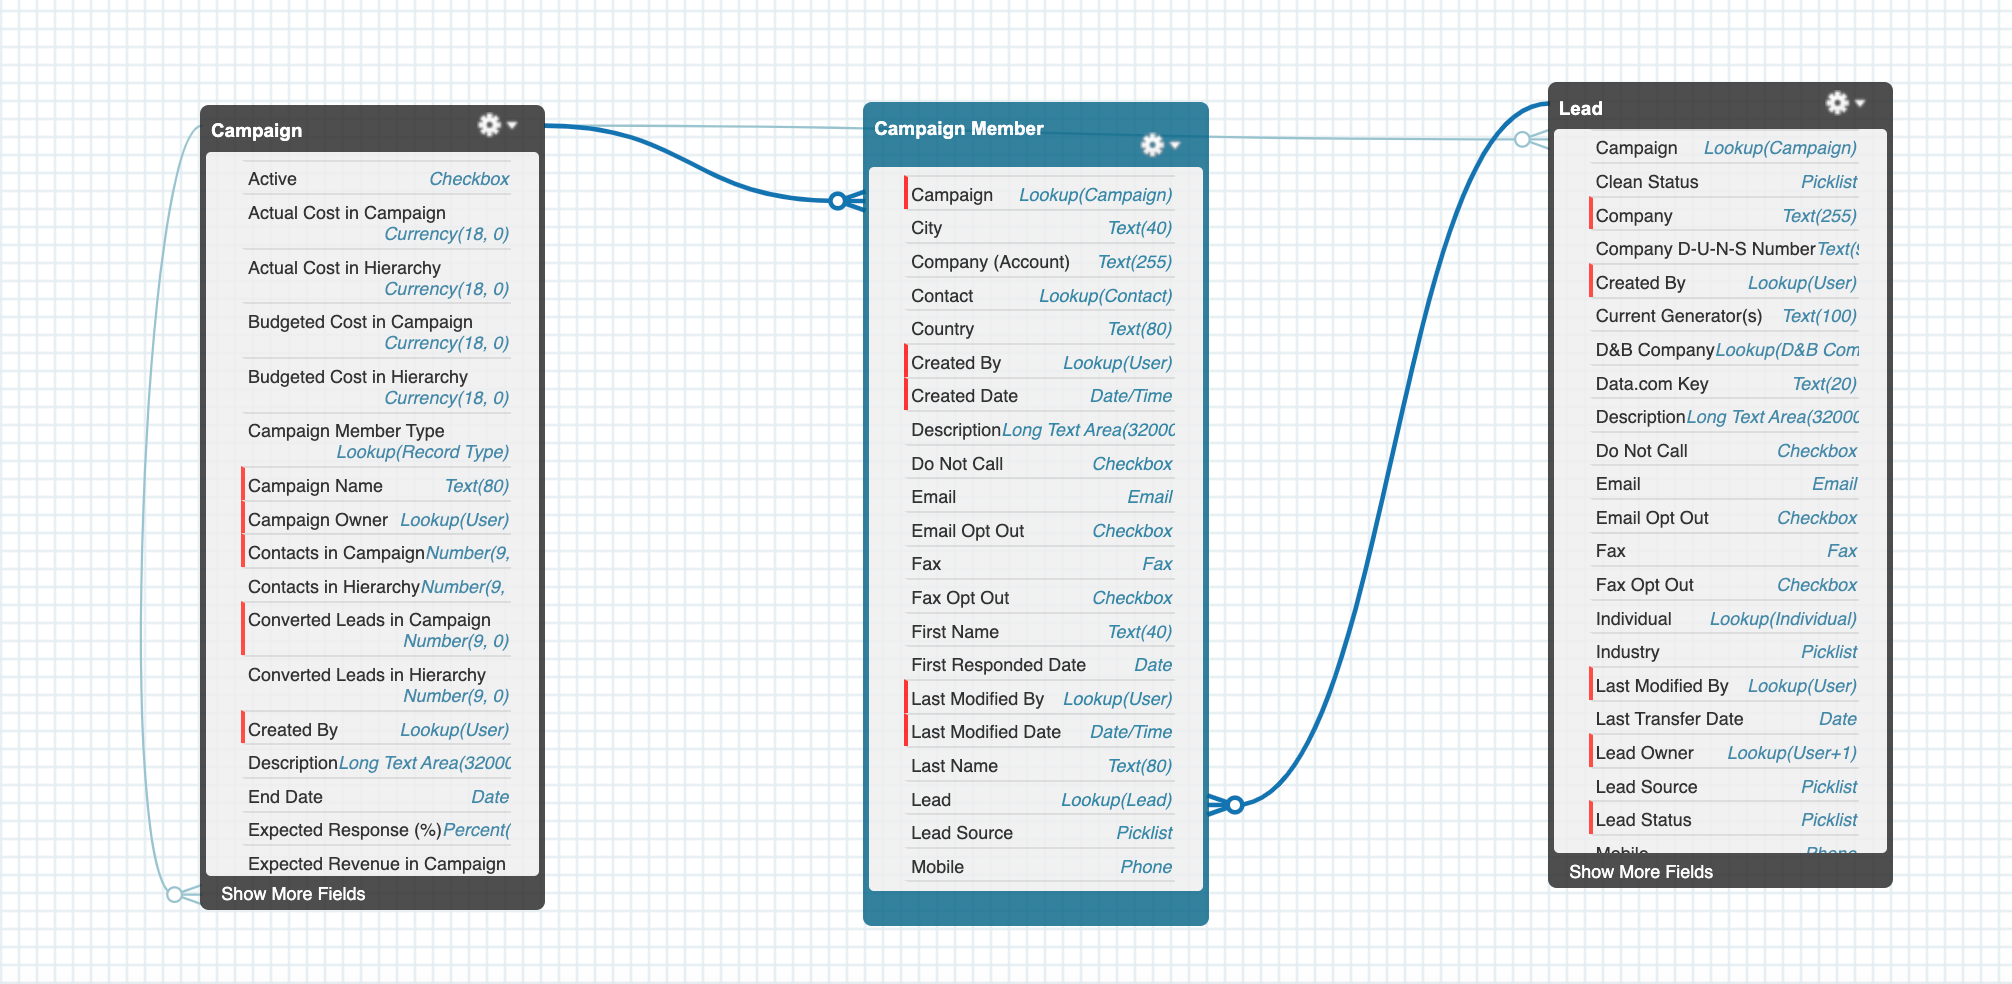 Campaign
Active Checkbox
Actual Cost in Campaign
Currency(18, 0)
Actual Cost in Hierarchy
Currency(18, 0)
Budgeted Cost in Campaign
Currency(18, 0)
Budgeted Cost in Hierarchy
Currency(18, 0)
Campaign Member Type
Lookup(Record Type)
Campaign Name Text(80)
Campaign Owner Lookup(User)
Contacts in Campaign Number(9,
Contacts in Hierarchy Number(9,
Converted Leads in Campaign
Number(9, 0)
Converted Leads in Hierarchy
Number(9, 0)
Created By Lookup(User)
Description Long Text Area(32000
End Date Date
Expected Response (%) Percent(
Expected Revenue in Campaign
Show More Fields
Campaign Member
Campaign Lookup(Campaign)
City Text(40)
Company (Account) Text(255)
Contact Lookup(Contact)
Country Text(80)
Created By Lookup(User)
Created Date Date/Time
Description Long Text Area(32000
Do Not Call Checkbox
Email Email
Email Opt Out Checkbox
Fax Fax
Fax Opt Out Checkbox
First Name Text(40)
First Responded Date Date
Last Modified By Lookup(User)
Last Modified Date Date/Time
Last Name Text(80)
Lead Lookup(Lead)
Lead Source Picklist
Mobile Phone
Lead
Campaign Lookup(Campaign)
Clean Status Picklist
Company Text(255)
Company D-U-N-S Number Text(9
Created By Lookup(User)
Current Generator(s) Text(100)
D&B Company Lookup(D&B Com
Data.com Key Text(20)
Description Long Text Area(32000
Do Not Call Checkbox
Email Email
Email Opt Out Checkbox
Fax Fax
Fax Opt Out Checkbox
Individual Lookup(Individual)
Industry Picklist
Last Modified By Lookup(User)
Last Transfer Date Date
Lead Owner Lookup(User+1)
Lead Source Picklist
Lead Status Picklist
Mobile Phone
Show More Fields